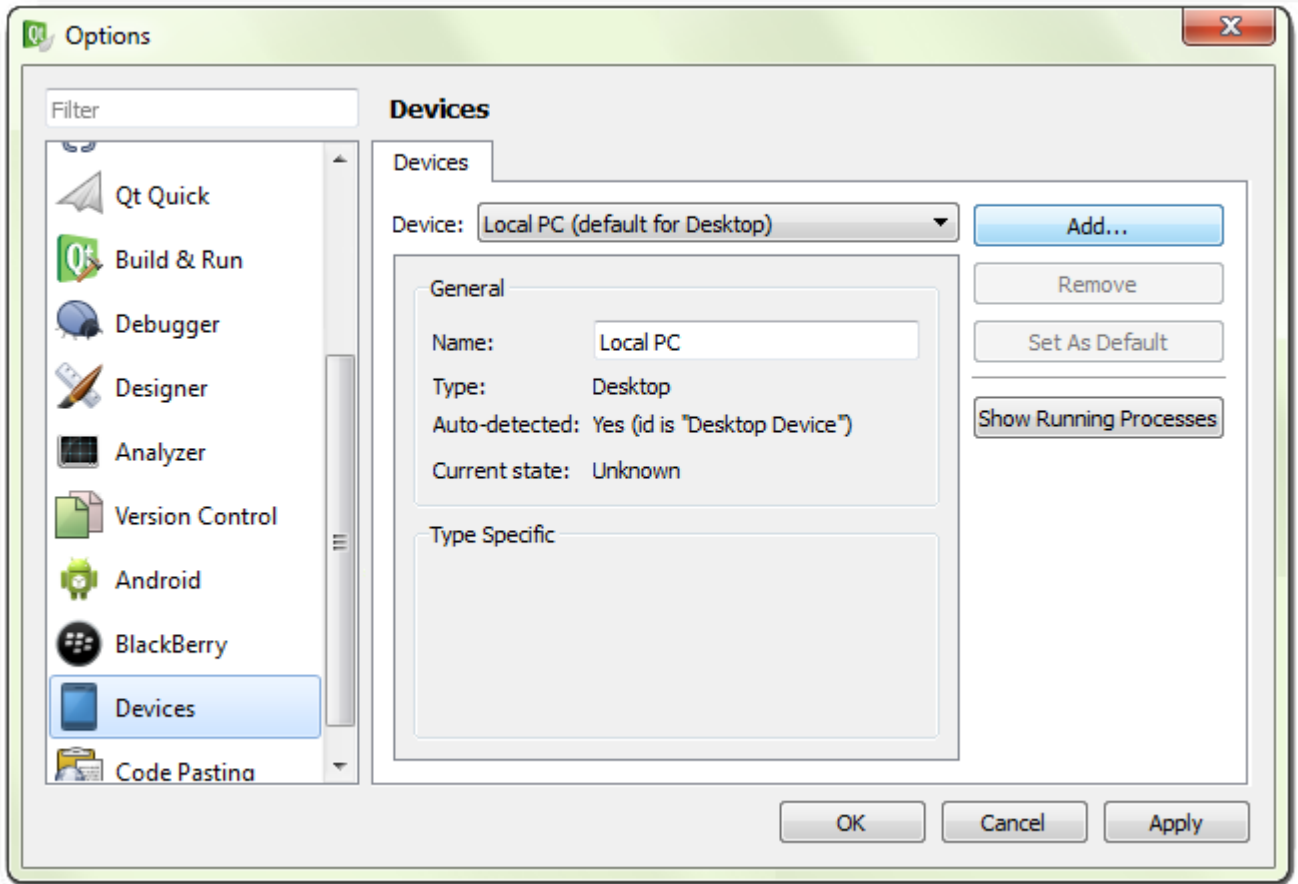 Options
Filter
Qt Quick
Build & Run
Debugger
Designer
Analyzer
Version Control
Android
BlackBerry
Devices
Code Pasting
Devices
Devices
Device: Local PC (default for Desktop)
General
Name: Local PC
Type: Desktop
Auto-detected: Yes (id is "Desktop Device")
Current state: Unknown
Type Specific
Add...
Remove
Set As Default
Show Running Processes
OK Cancel Apply